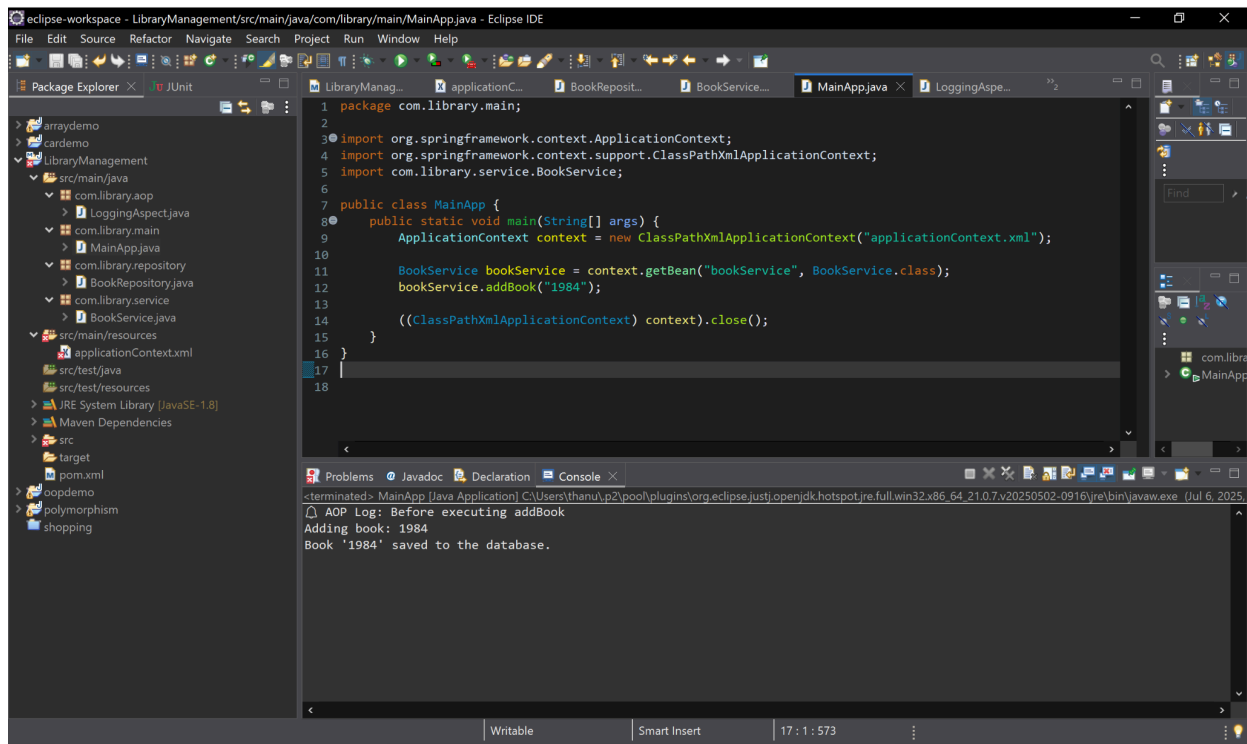 eclipse-workspace - LibraryManagement/src/main/java/com/library/main/MainApp.java - Eclipse IDE
File Edit Source Refactor Navigate Search Project Run Window Help
Package Explorer JUnit
arraydemo
cardemo
LibraryManagement
src/main/java
com.library.aop
LoggingAspect.java
com.library.main
MainApp.java
com.library.repository
BookRepository.java
com.library.service
BookService.java
src/main/resources
applicationContext.xml
src/test/java
src/test/resources
JRE System Library [JavaSE-1.8]
Maven Dependencies
src
target
pom.xml
oopdemo
polymorphism
shopping
LibraryManag... applicationC... BookReposit... BookService.... MainApp.java LoggingAspe... 2
1 package com.library.main;
2
3 import org.springframework.context.ApplicationContext;
4 import org.springframework.context.support.ClassPathXmlApplicationContext;
5 import com.library.service.BookService;
6
7 public class MainApp {
8 public static void main(String[] args) {
9 ApplicationContext context = new ClassPathXmlApplicationContext("applicationContext.xml");
10
11 BookService bookService = context.getBean("bookService", BookService.class);
12 bookService.addBook("1984");
13
14 ((ClassPathXmlApplicationContext) context).close();
15 }
16 }
17
18
Find
com.libra
MainApp
Problems Javadoc Declaration Console
<terminated> MainApp [Java Application] C:\Users\thanu\.p2\pool\plugins\org.eclipse.justj.openjdk.hotspot.jre.full.win32.x86_64_21.0.7.v20250502-0916\jre\bin\javaw.exe (Jul 6, 2025,
AOP Log: Before executing addBook
Adding book: 1984
Book '1984' saved to the database.
Writable Smart Insert 17 : 1 : 573